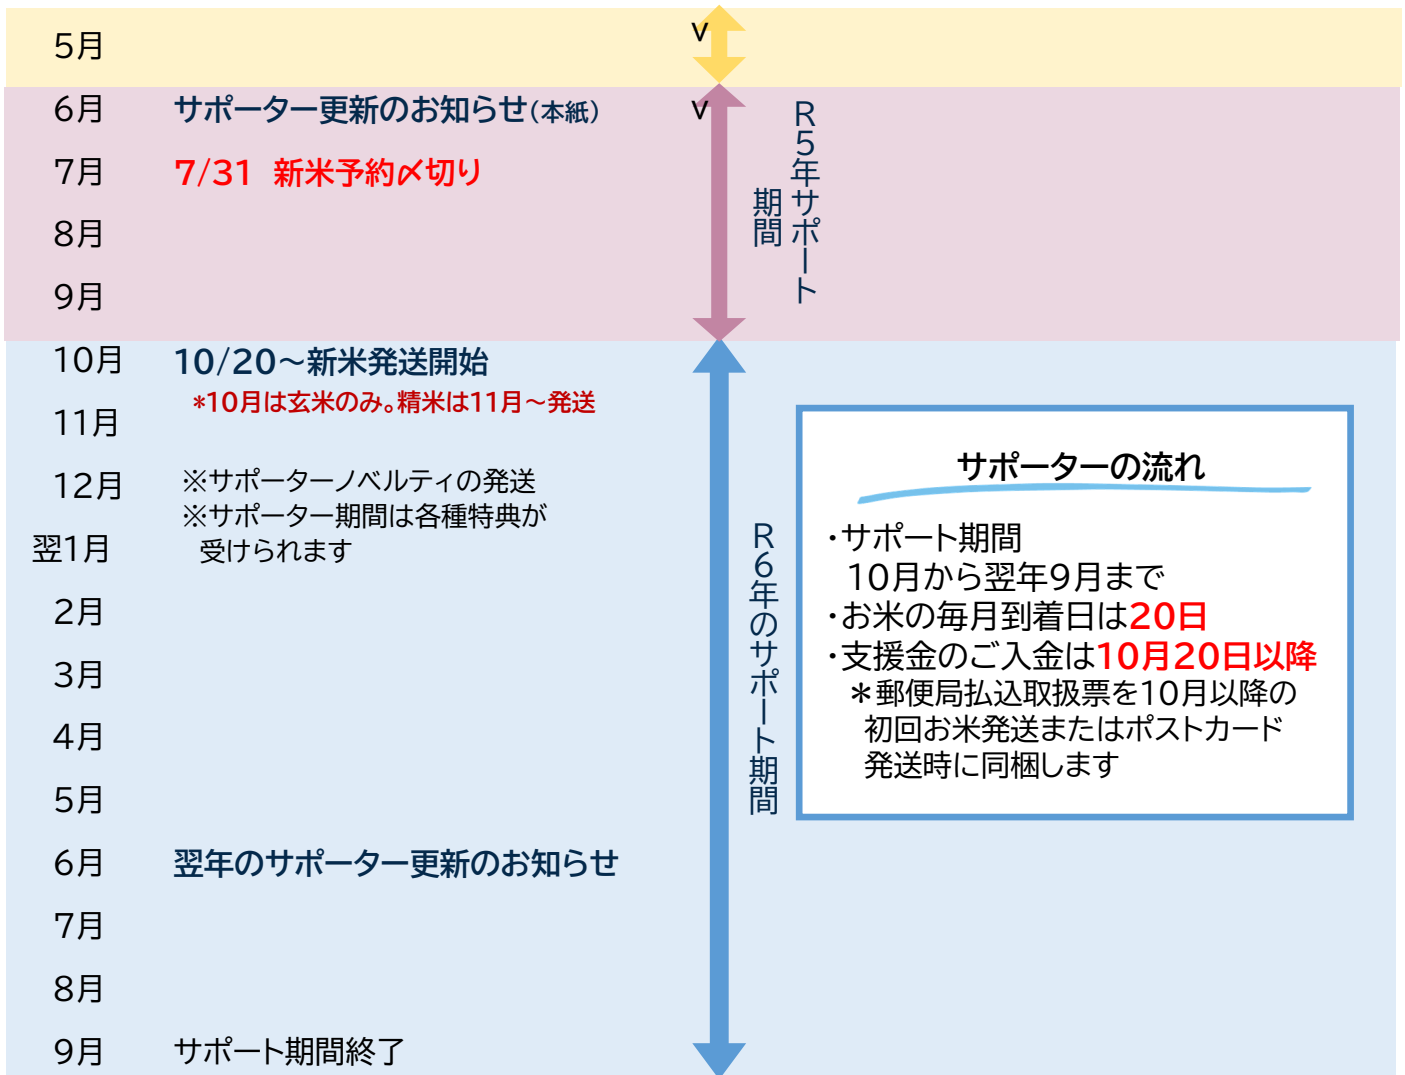 5月
V
6月 サポーター更新のお知らせ(本紙)
V
7月 7/31 新米予約〆切り
8月
9月
R5年サポート
期間
10月 10/20～新米発送開始
*10月は玄米のみ。精米は11月～発送
11月
12月 ※サポーターノベルティの発送
※サポーター期間は各種特典が
翌1月 受けられます
2月
3月
4月
5月
6月 翌年のサポーター更新のお知らせ
7月
8月
9月 サポート期間終了
R6年のサポート期間
サポーターの流れ
・サポート期間
10月から翌年9月まで
・お米の毎月到着日は20日
・支援金のご入金は10月20日以降
＊郵便局払込取扱票を10月以降の
初回お米発送またはポストカード
発送時に同梱します